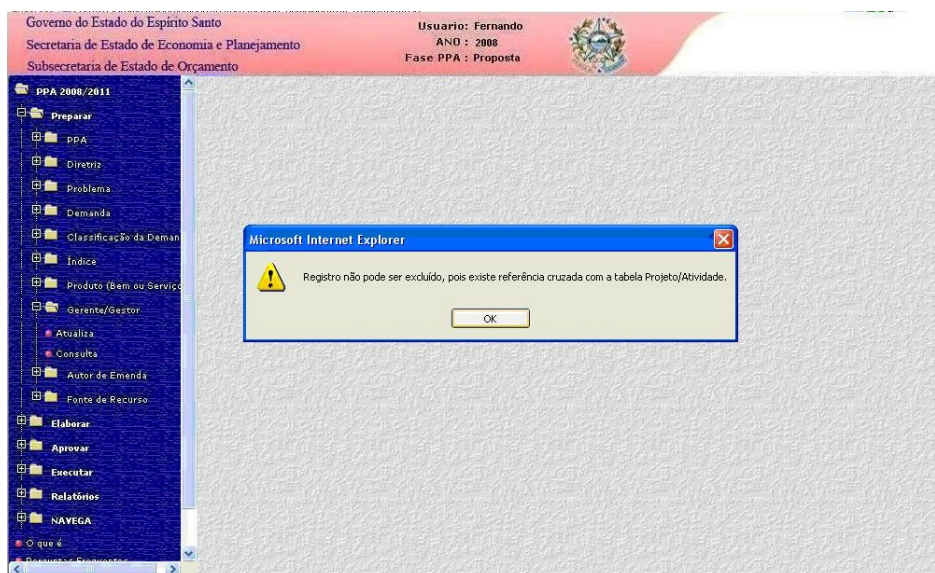 Governo do Estado do Espírito Santo
Secretaria de Estado de Economia e Planejamento
Subsecretaria de Estado de Orçamento
Usuario: Fernando
ANO : 2008
Fase PPA : Proposta
PPA 2008/2011
Preparar
PPA
Diretriz
Problema
Demanda
Classificação da Deman
Índice
Produto (Bem ou Serviço
Gerente/Gestor
Atualiza
Consulta
Autor de Emenda
Fonte de Recurso
Elaborar
Aprovar
Executar
Relatórios
NAVEGA
O que é
Perguntas Frequentes
Microsoft Internet Explorer
Registro não pode ser excluído, pois existe referência cruzada com a tabela Projeto/Atividade.
OK